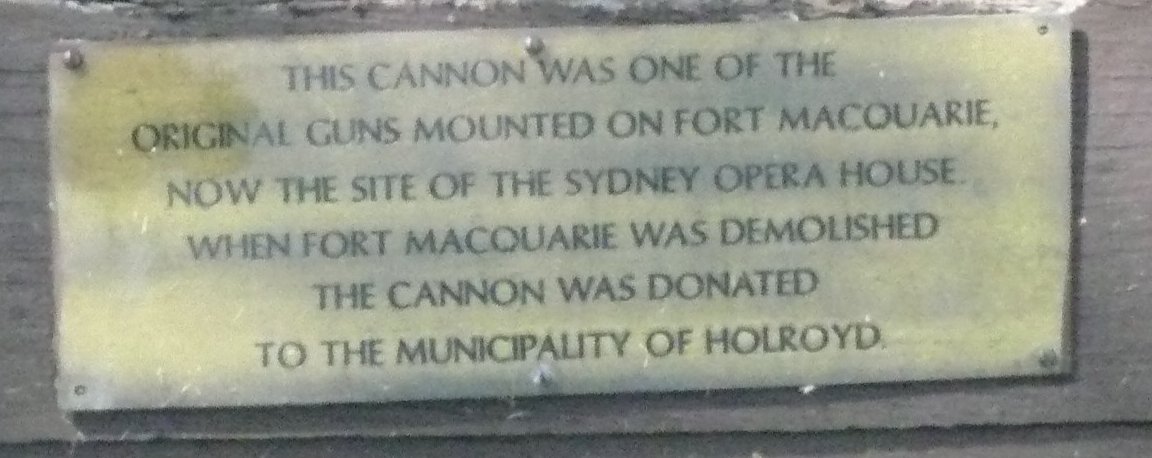 THIS CANNON WAS ONE OF THE
ORIGINAL GUNS MOUNTED ON FORT MACQUARIE,
NOW THE SITE OF THE SYDNEY OPERA HOUSE.
WHEN FORT MACQUARIE WAS DEMOLISHED
THE CANNON WAS DONATED
TO THE MUNICIPALITY OF HOLROYD.